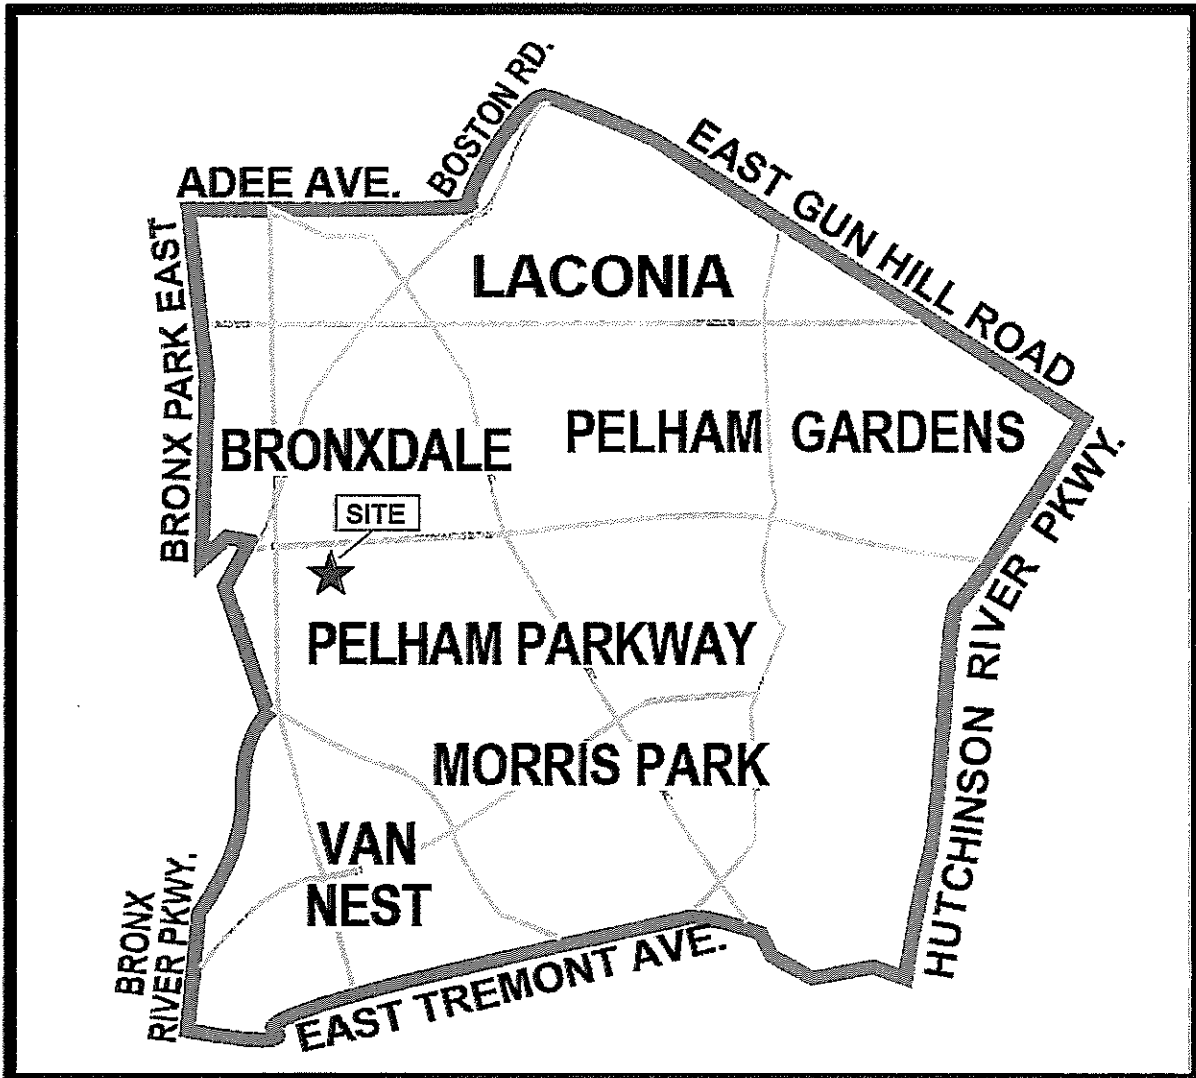 BOSTON RD.
ADEE AVE.
EAST GUN HILL ROAD
BRONX PARK EAST
LACONIA
BRONXDALE
PELHAM GARDENS
SITE
HUTCHINSON RIVER PKWY.
PELHAM PARKWAY
MORRIS PARK
VAN
NEST
BRONX
RIVER PKWY.
EAST TREMONT AVE.